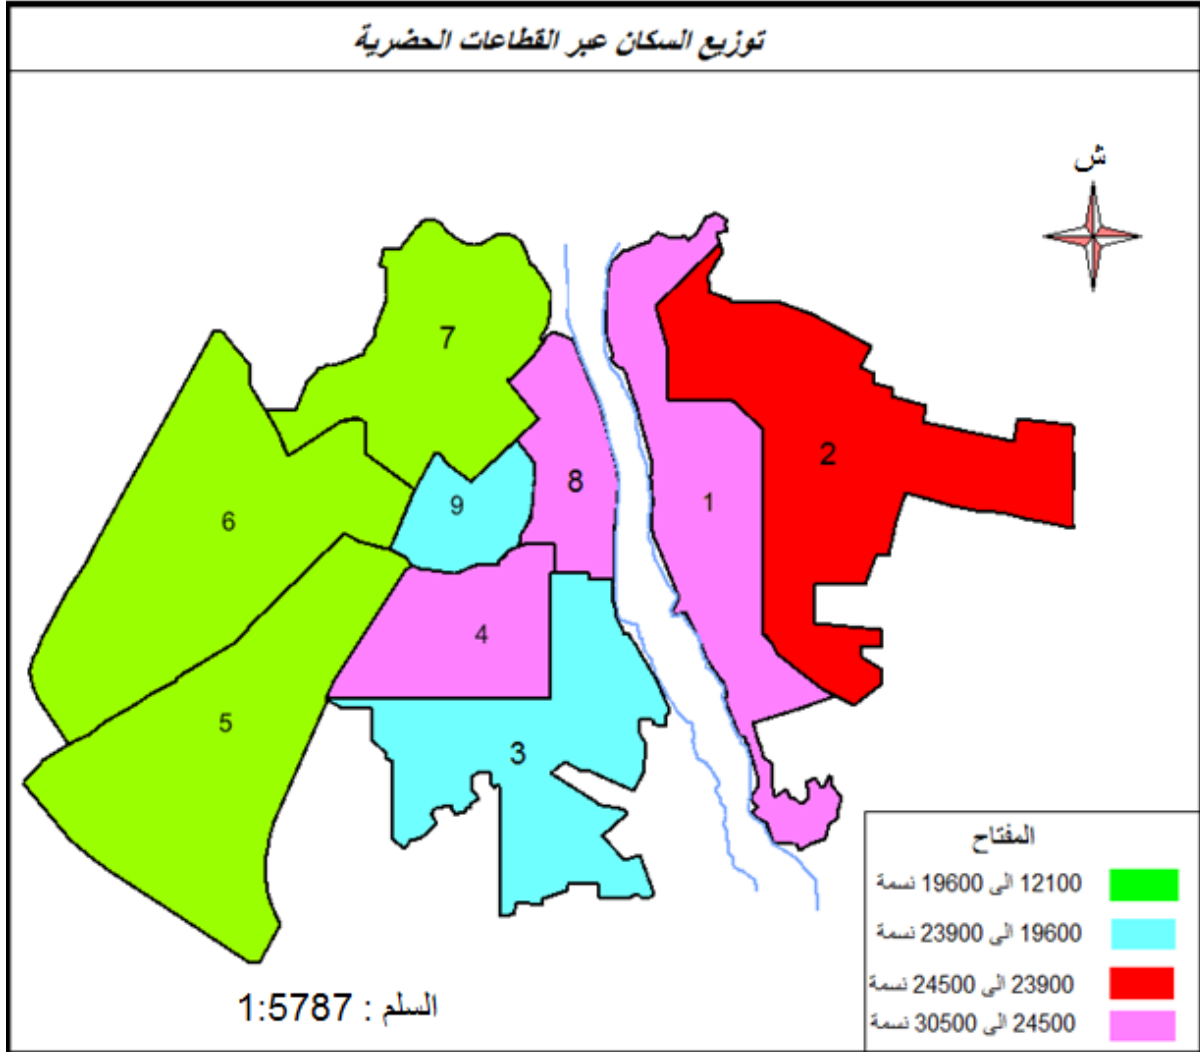 توزيع السكان عبر القطاعات الحضرية
ش
7
2
6
9
8
1
4
5
3
المفتاح
12100 الى 19600 نسمة
19600 الى 23900 نسمة
23900 الى 24500 نسمة
24500 الى 30500 نسمة
السلم : 1:5787